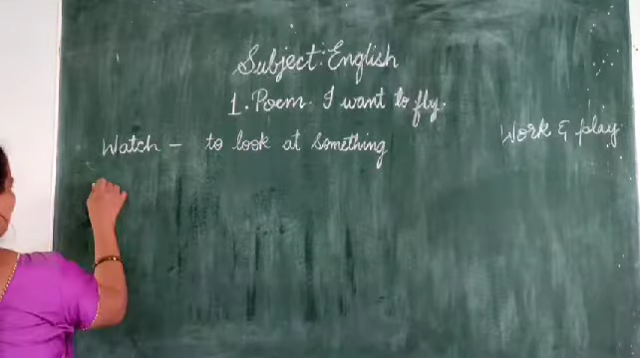 Subject: English
1. Poem. I want to fly.
Watch - to look at something
Work & play